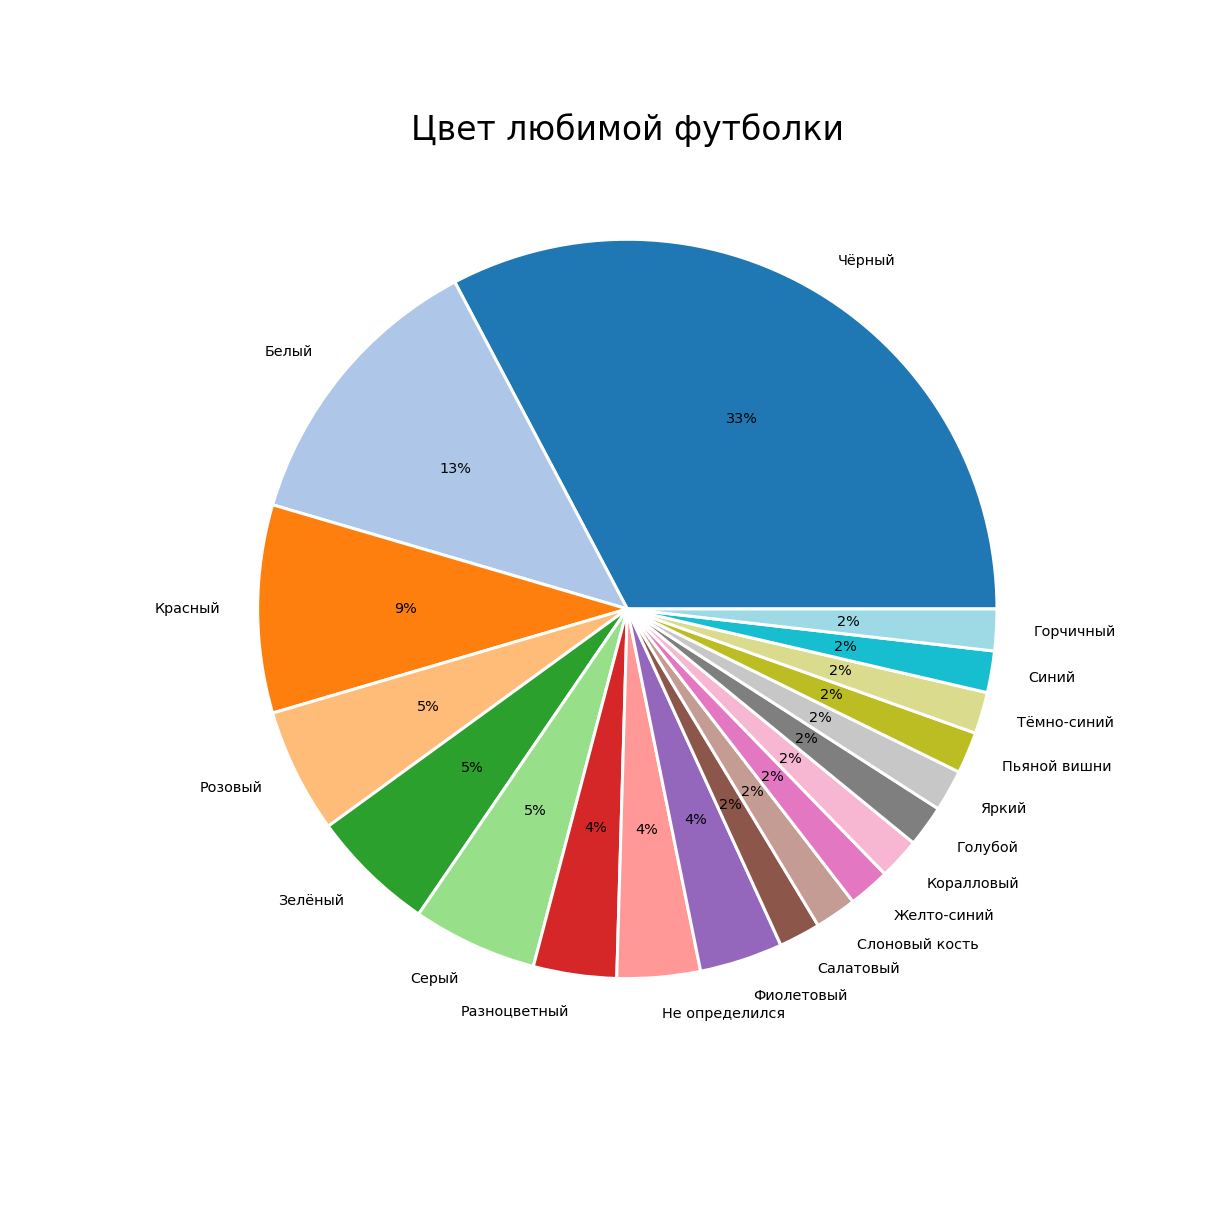 Цвет любимой футболки
Чёрный
33%
Белый
13%
Красный
9%
Розовый
5%
Зелёный
5%
Серый
5%
Разноцветный
4%
Не определился
4%
Фиолетовый
4%
Салатовый
2%
Слоновый кость
2%
Желто-синий
2%
Коралловый
2%
Голубой
2%
Яркий
2%
Пьяной вишни
2%
Тёмно-синий
2%
Синий
2%
Горчичный
2%